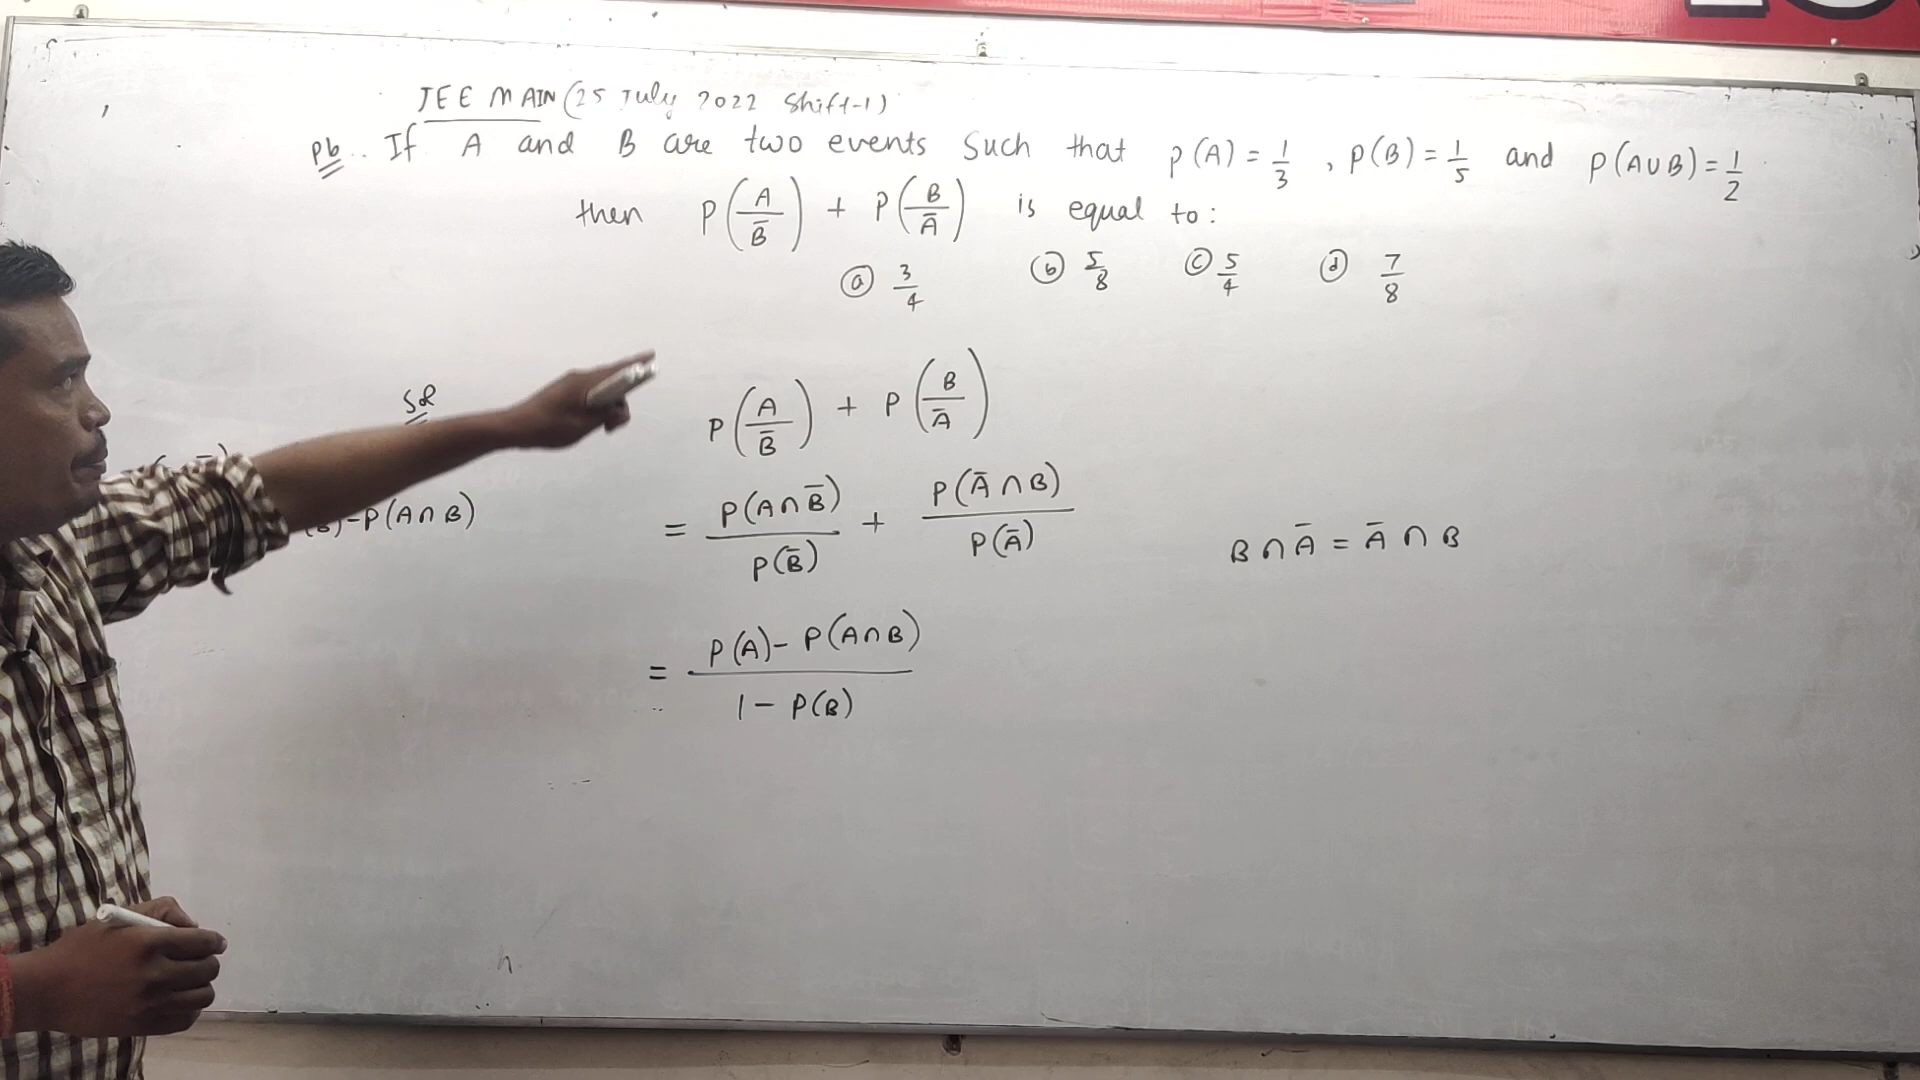 JEE MAIN (25 July 2022 Shift-1)
Pb.. If A and B are two events Such that P(A) = 1/3 , P(B) = 1/5 and P(A∪B) = 1/2
then P(A/B̅) + P(B/A̅) is equal to :
ⓐ 3/4 ⓑ 5/8 ⓒ 5/4 ⓓ 7/8
Sol
P(A/B̅) + P(B/A̅)
= P(A∩B̅)/P(B̅) + P(A̅∩B)/P(A̅)
-P(A∩B)
B∩A̅ = A̅∩B
= P(A)-P(A∩B)/1-P(B)